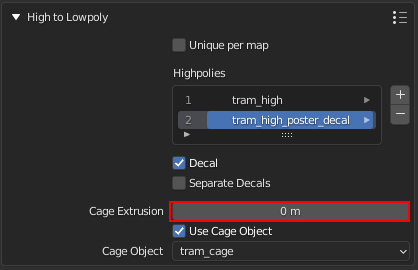 High to Lowpoly
Unique per map
Highpolies
1 tram_high
2 tram_high_poster_decal
Decal
Separate Decals
Cage Extrusion 0 m
Use Cage Object
Cage Object tram_cage